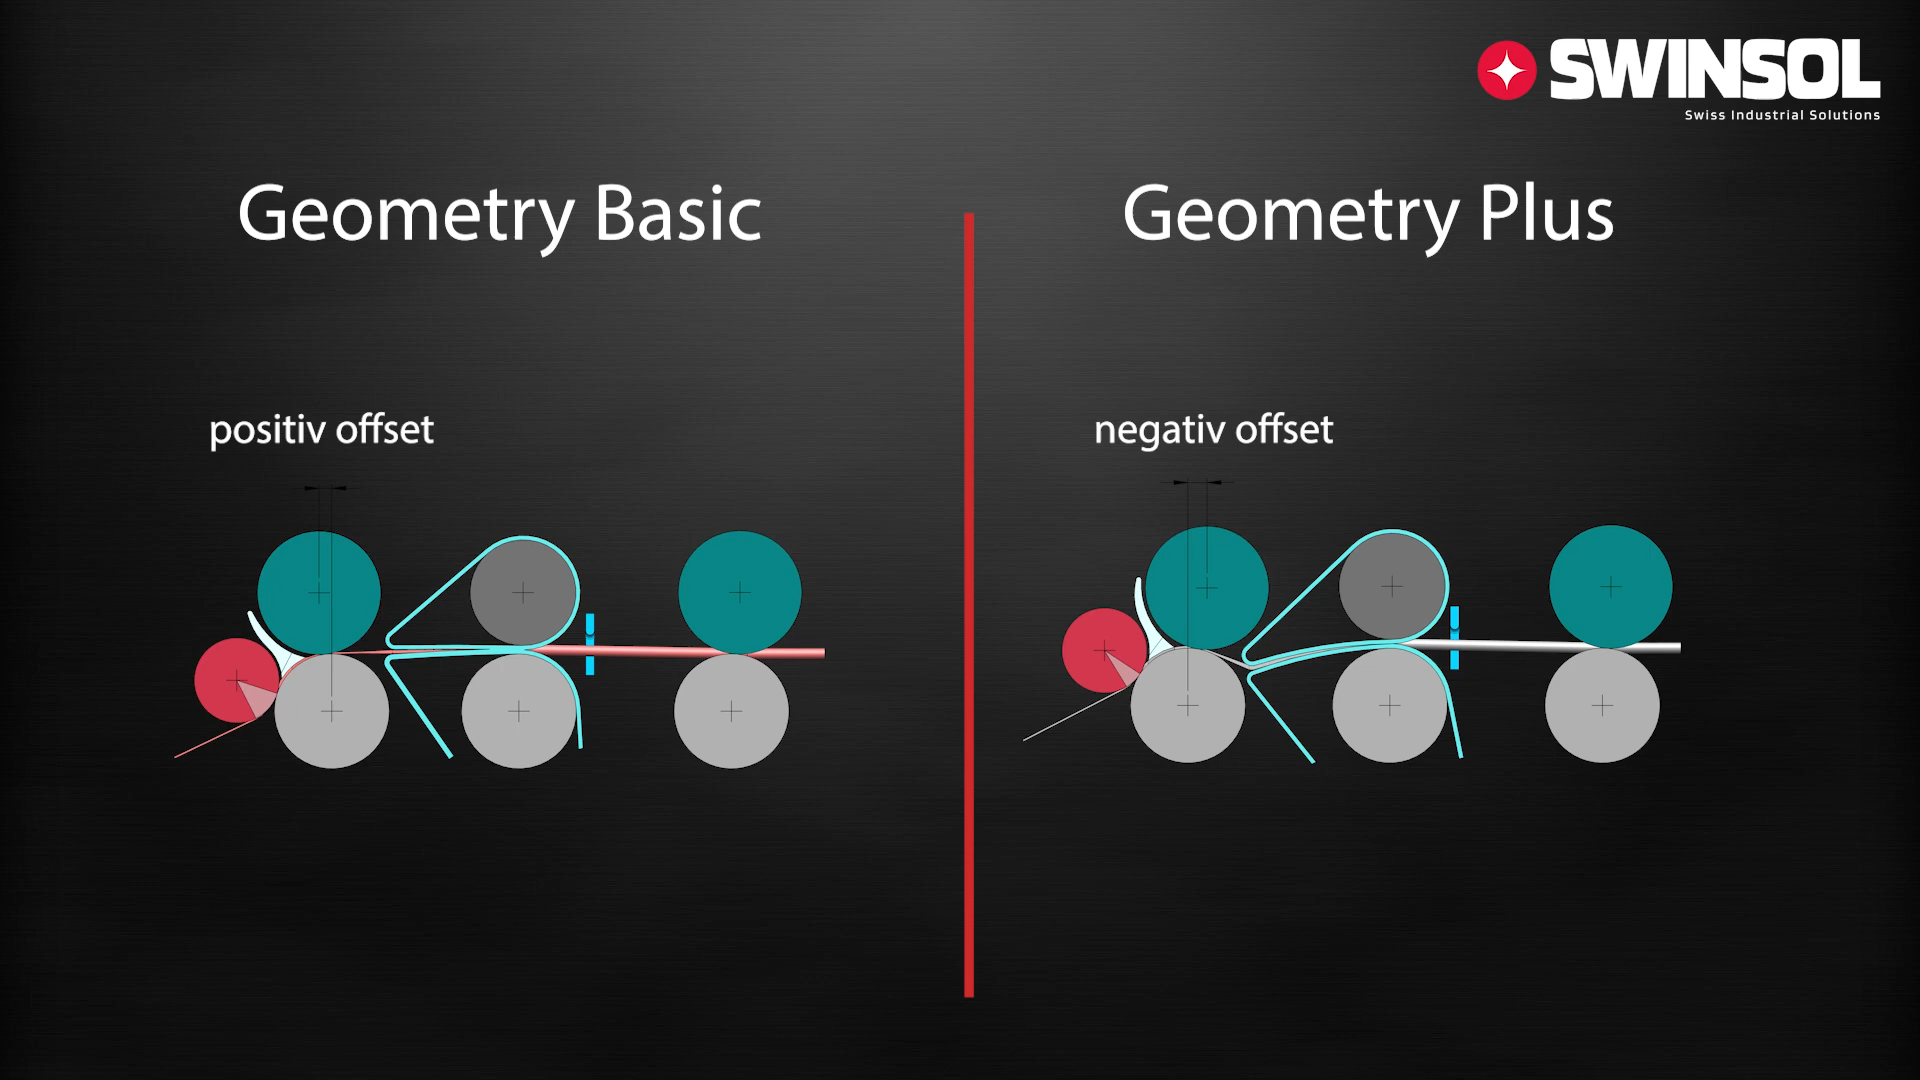 SWINSOL
Swiss Industrial Solutions
Geometry Basic
Geometry Plus
positiv offset
negativ offset